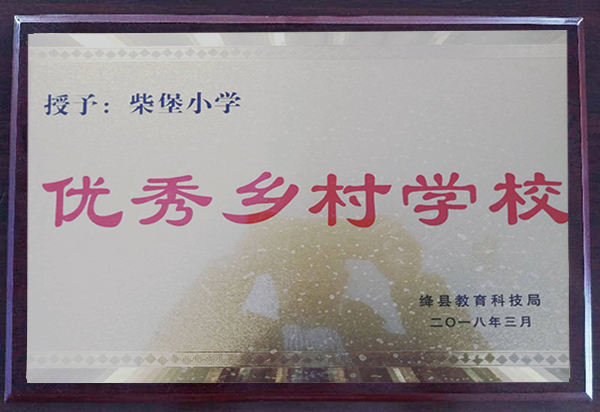 授予：柴堡小学
优秀乡村学校
绛县教育科技局
二〇一八年三月